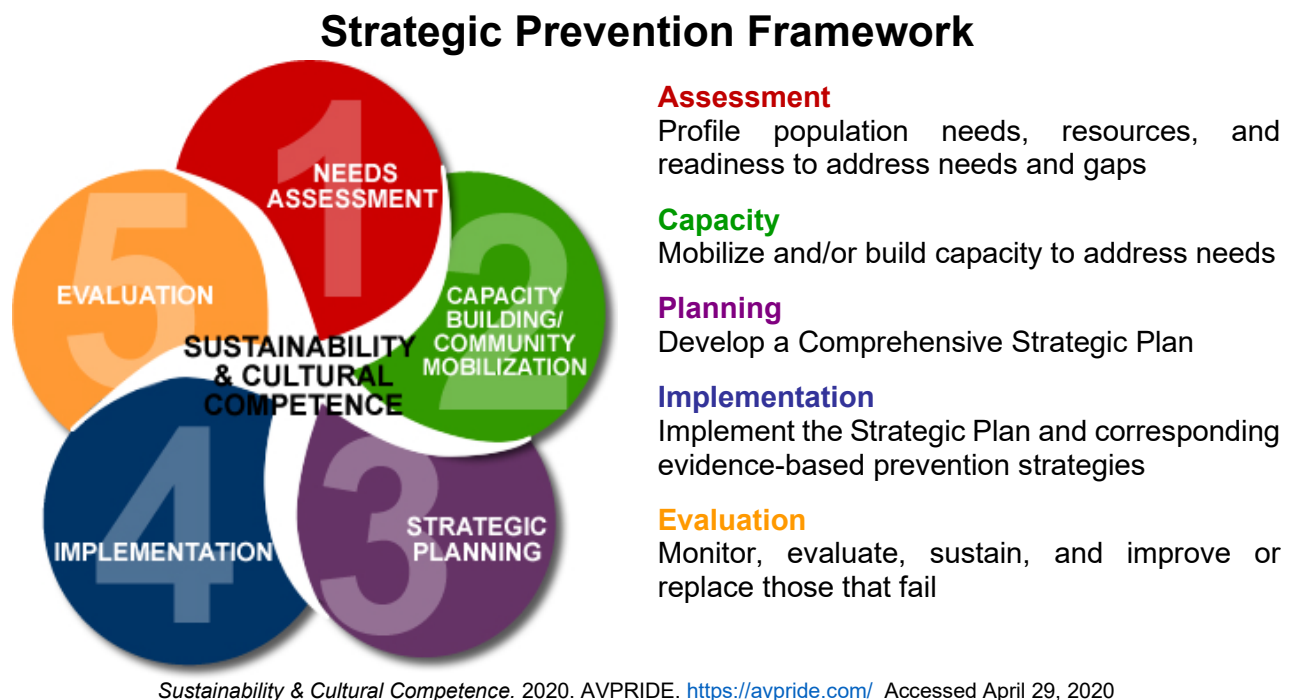 Strategic Prevention Framework
1
NEEDS
ASSESSMENT
2
CAPACITY
BUILDING/
COMMUNITY
MOBILIZATION
3
STRATEGIC
PLANNING
4
IMPLEMENTATION
5
EVALUATION
SUSTAINABILITY
& CULTURAL
COMPETENCE
Assessment
Profile population needs, resources, and
readiness to address needs and gaps
Capacity
Mobilize and/or build capacity to address needs
Planning
Develop a Comprehensive Strategic Plan
Implementation
Implement the Strategic Plan and corresponding
evidence-based prevention strategies
Evaluation
Monitor, evaluate, sustain, and improve or
replace those that fail
Sustainability & Cultural Competence. 2020. AVPRIDE. https://avpride.com/ Accessed April 29, 2020